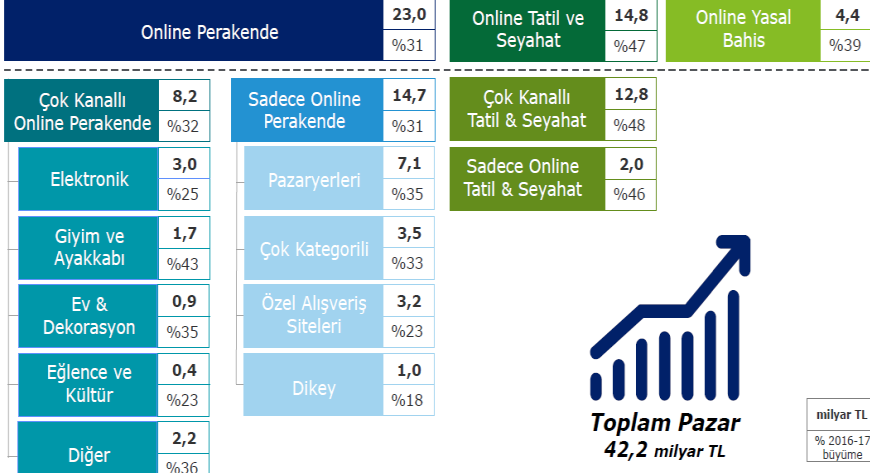 Online Perakende
23,0
%31
Online Tatil ve
Seyahat
14,8
%47
Online Yasal
Bahis
4,4
%39
Çok Kanallı
Online Perakende
8,2
%32
Elektronik
3,0
%25
Giyim ve
Ayakkabı
1,7
%43
Ev &
Dekorasyon
0,9
%35
Eğlence ve
Kültür
0,4
%23
Diğer
2,2
%36
Sadece Online
Perakende
14,7
%31
Pazaryerleri
7,1
%35
Çok Kategorili
3,5
%33
Özel Alışveriş
Siteleri
3,2
%23
Dikey
1,0
%18
Çok Kanallı
Tatil & Seyahat
12,8
%48
Sadece Online
Tatil & Seyahat
2,0
%46
Toplam Pazar
42,2 milyar TL
milyar TL
% 2016-17
büyüme